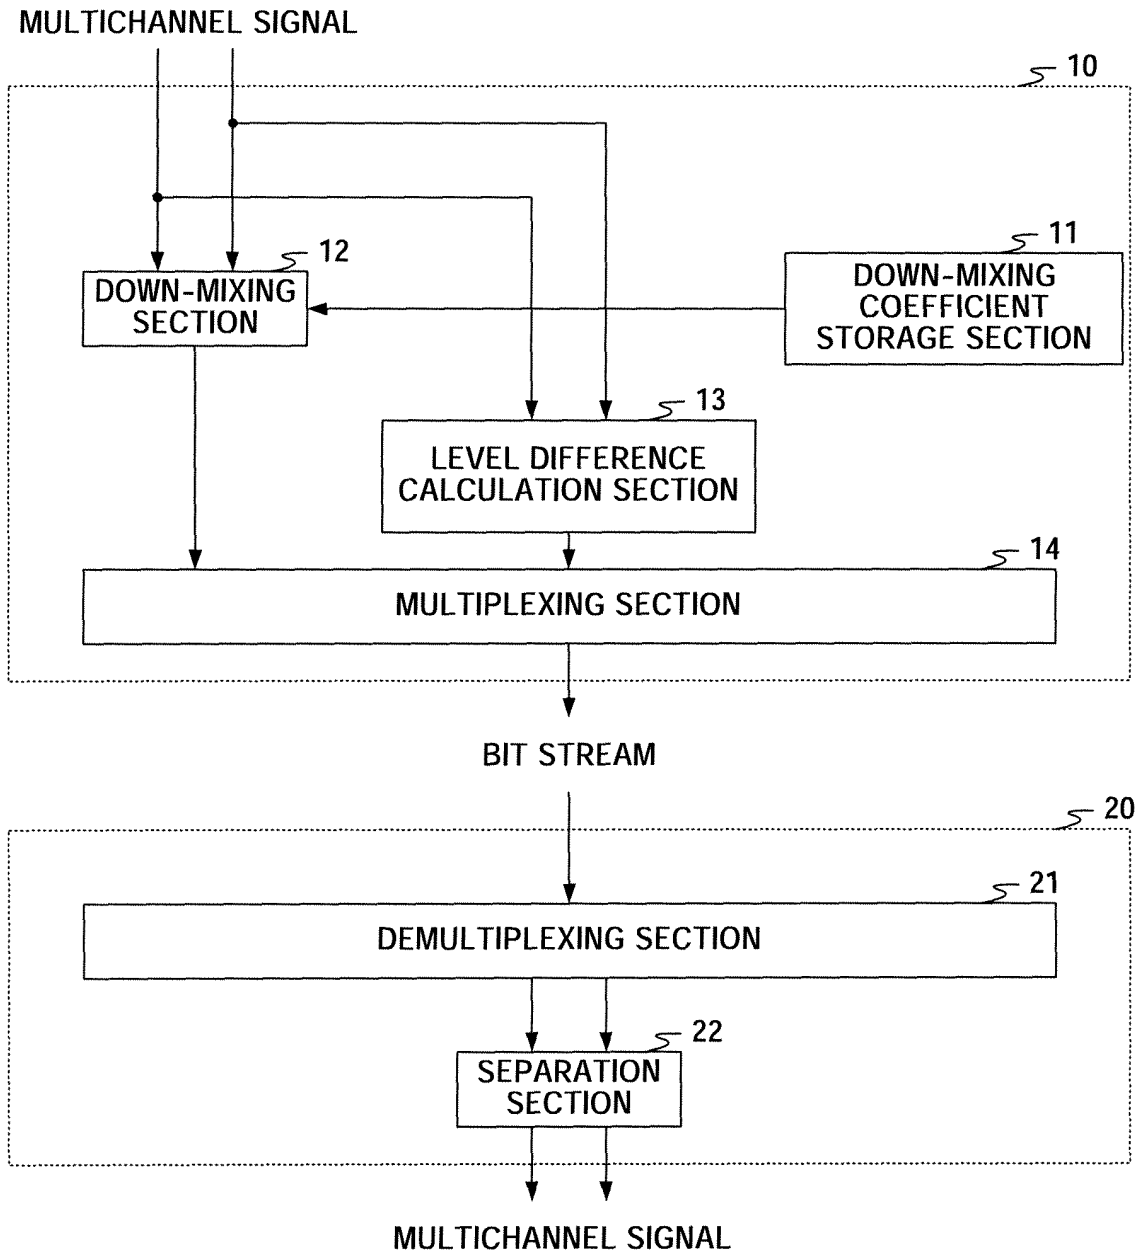 MULTICHANNEL SIGNAL
10
12
DOWN-MIXING
SECTION
11
DOWN-MIXING
COEFFICIENT
STORAGE SECTION
13
LEVEL DIFFERENCE
CALCULATION SECTION
14
MULTIPLEXING SECTION
BIT STREAM
20
21
DEMULTIPLEXING SECTION
22
SEPARATION
SECTION
MULTICHANNEL SIGNAL